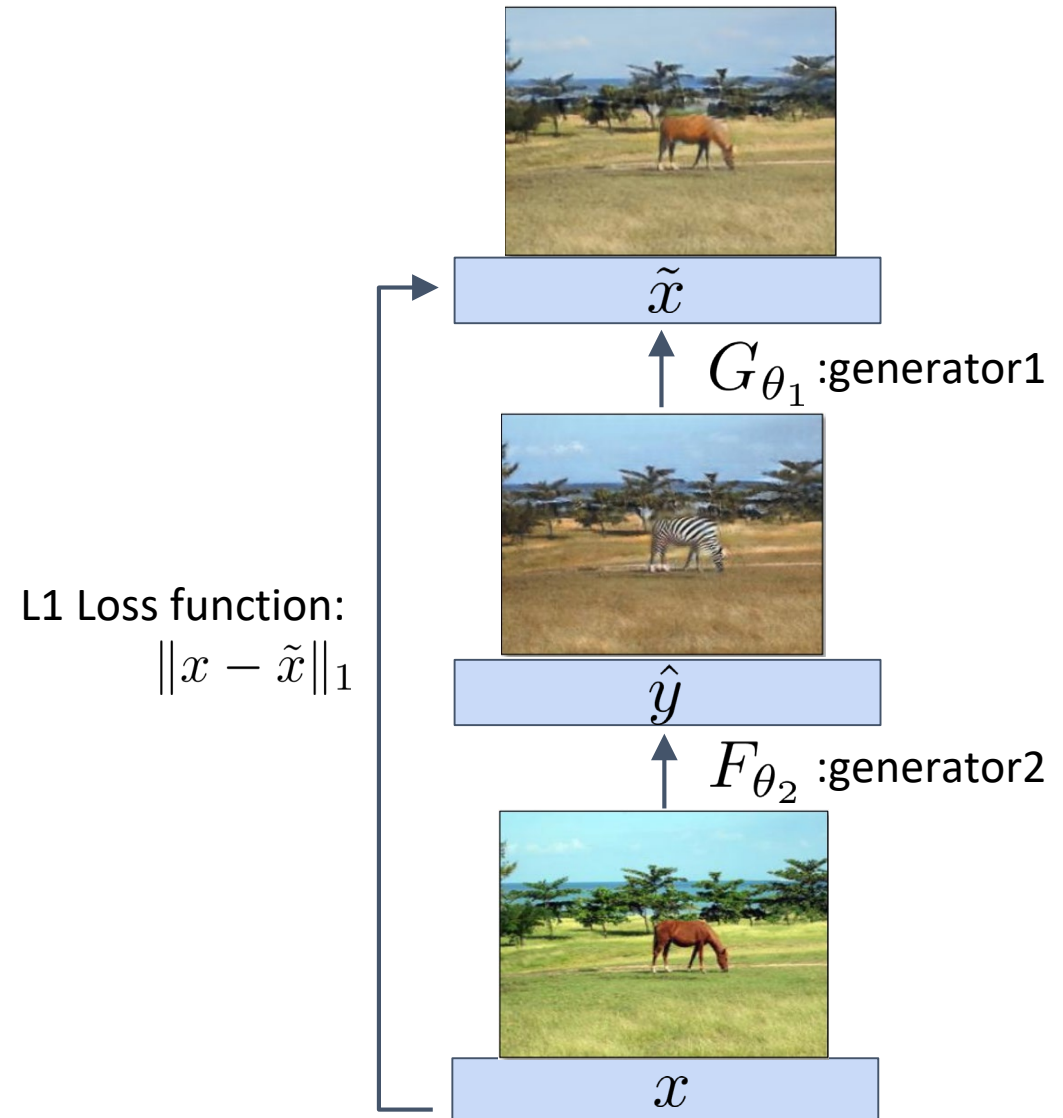 x̃
G_θ₁ :generator1
L1 Loss function:
‖x − x̃‖₁
ŷ
F_θ₂ :generator2
x